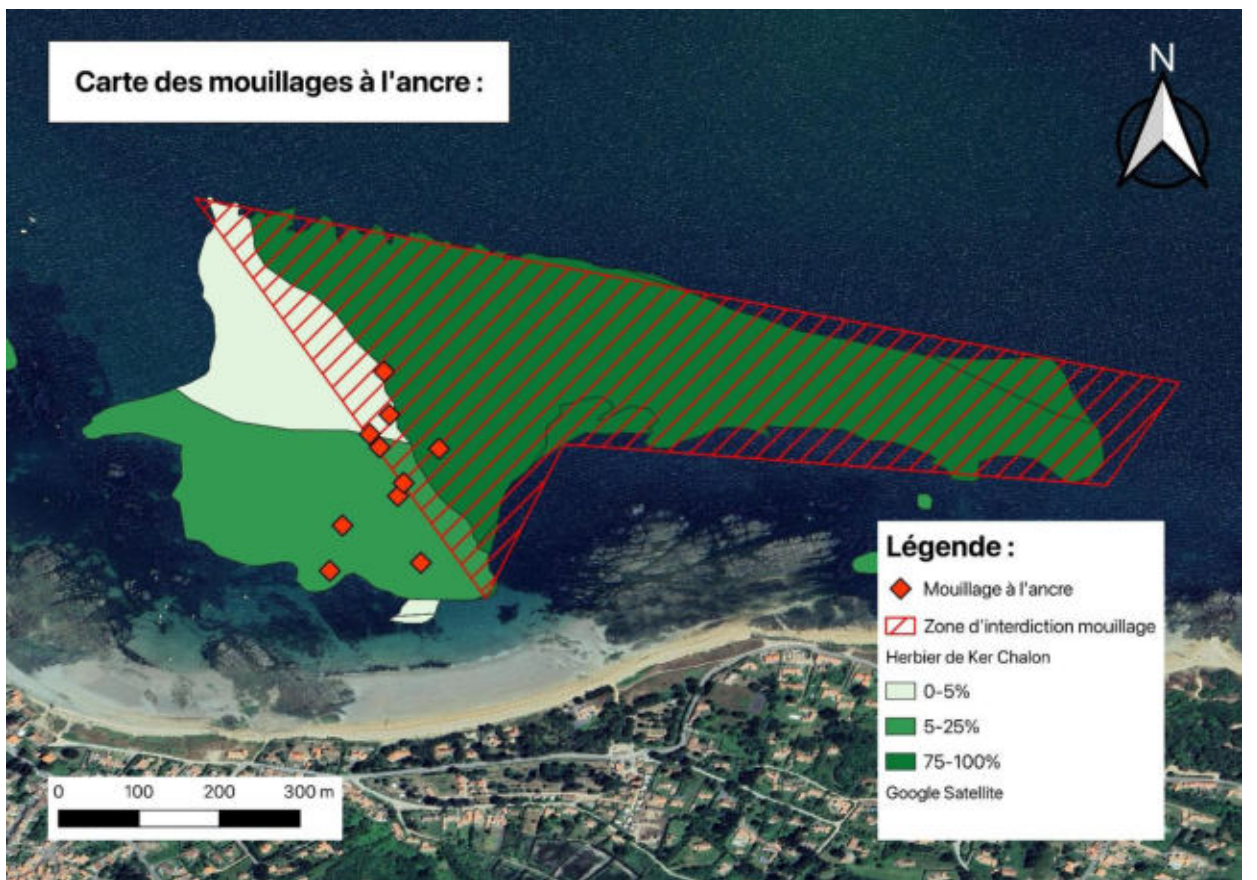 Carte des mouillages à l'ancre :
N
Légende :
Mouillage à l'ancre
Zone d'interdiction mouillage
Herbier de Ker Chalon
0-5%
5-25%
75-100%
Google Satellite
0 100 200 300 m